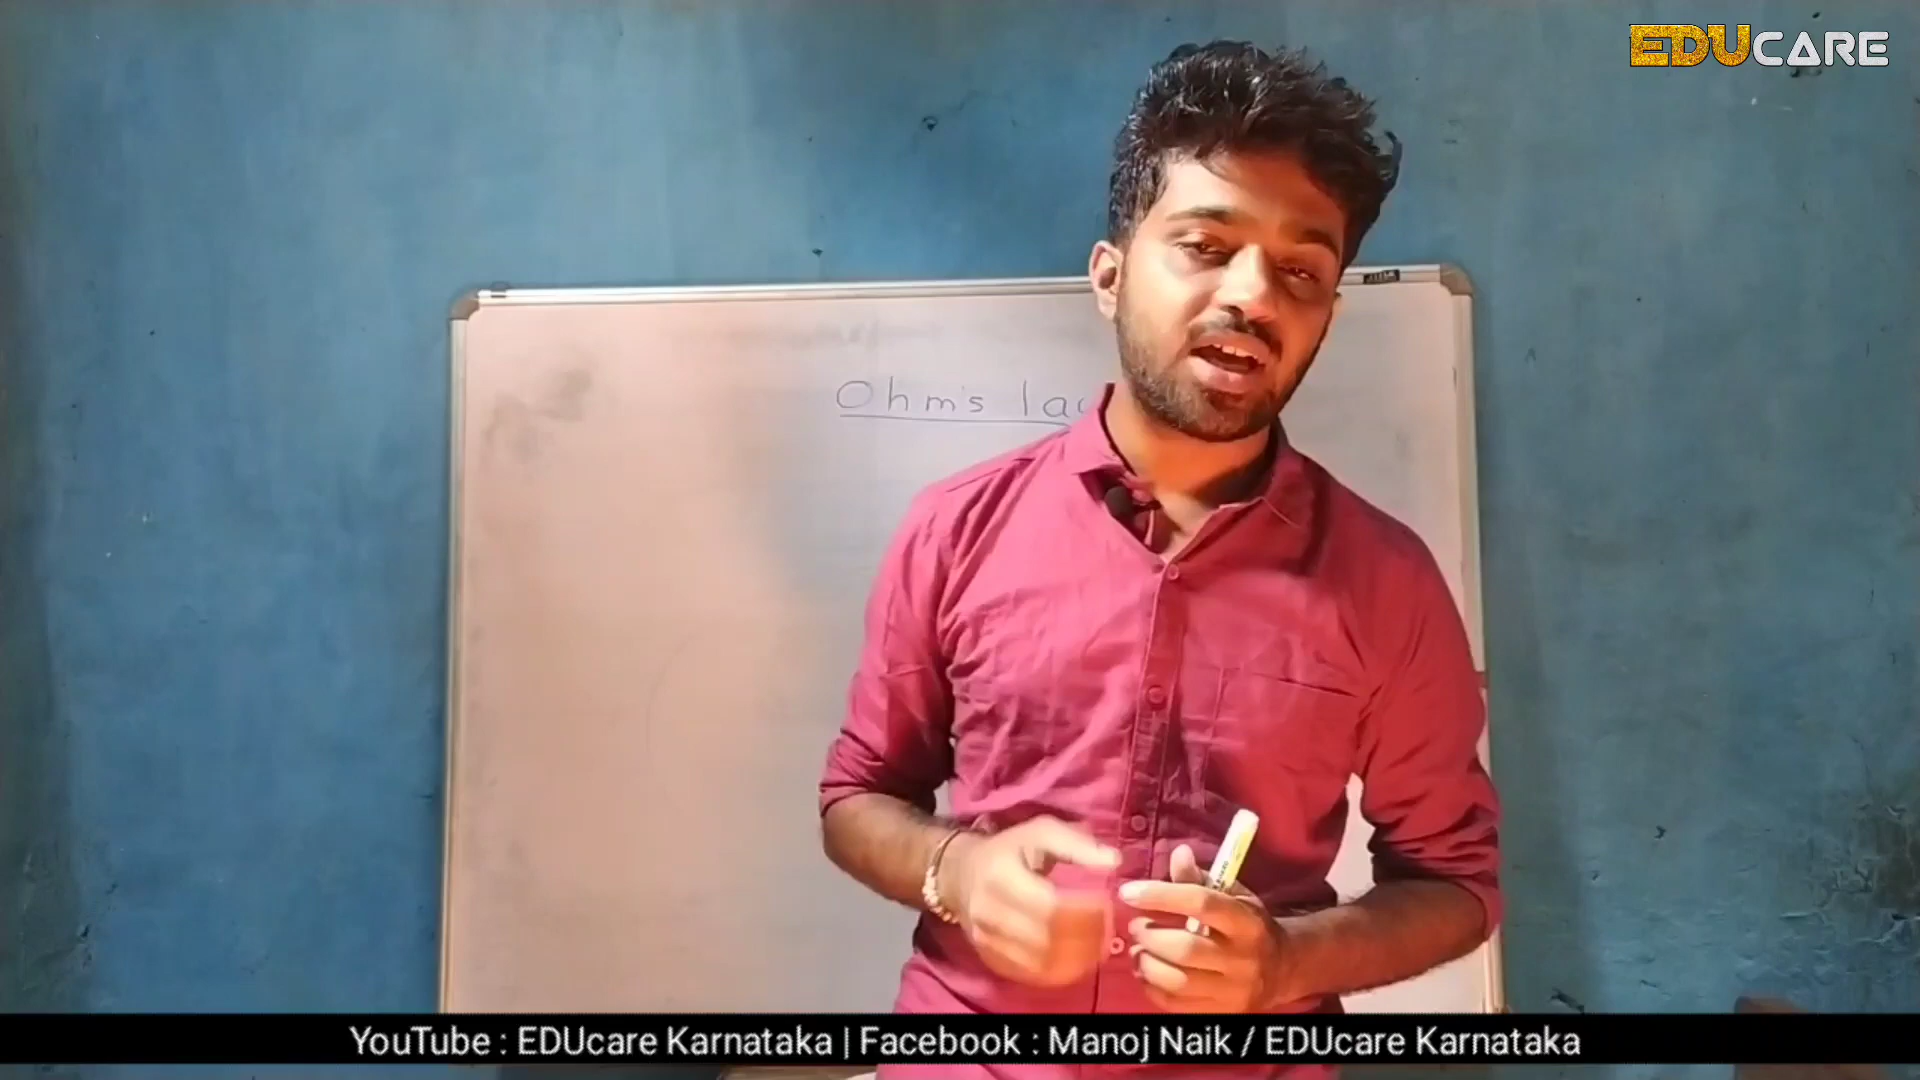 EDUCARE
Ohm's la
YouTube : EDUcare Karnataka | Facebook : Manoj Naik / EDUcare Karnataka